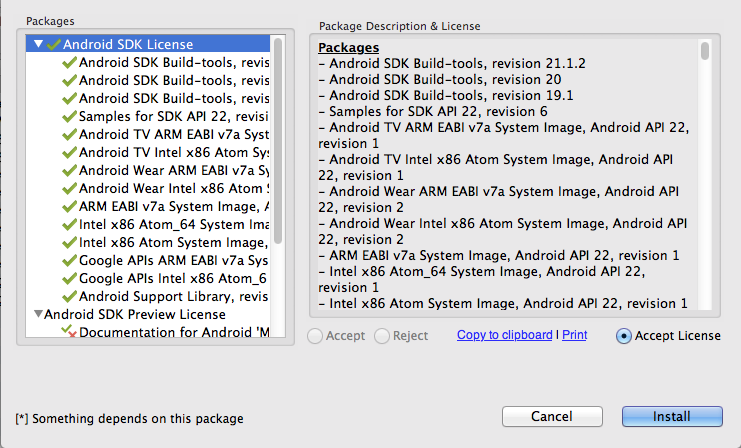 Packages
Android SDK License
Android SDK Build-tools, revis
Android SDK Build-tools, revis
Android SDK Build-tools, revis
Samples for SDK API 22, revisi
Android TV ARM EABI v7a Syst
Android TV Intel x86 Atom Sy
Android Wear ARM EABI v7a S
Android Wear Intel x86 Atom S
ARM EABI v7a System Image, A
Intel x86 Atom_64 System Ima
Intel x86 Atom System Image,
Google APIs ARM EABI v7a Sy
Google APIs Intel x86 Atom_6
Android Support Library, revis
Android SDK Preview License
Documentation for Android 'M
Package Description & License
Packages
- Android SDK Build-tools, revision 21.1.2
- Android SDK Build-tools, revision 20
- Android SDK Build-tools, revision 19.1
- Samples for SDK API 22, revision 6
- Android TV ARM EABI v7a System Image, Android API 22,
revision 1
- Android TV Intel x86 Atom System Image, Android API
22, revision 1
- Android Wear ARM EABI v7a System Image, Android API
22, revision 2
- Android Wear Intel x86 Atom System Image, Android API
22, revision 2
- ARM EABI v7a System Image, Android API 22, revision 1
- Intel x86 Atom_64 System Image, Android API 22,
revision 1
- Intel x86 Atom System Image, Android API 22, revision 1
Accept Reject Copy to clipboard | Print Accept License
[*] Something depends on this package
Cancel Install